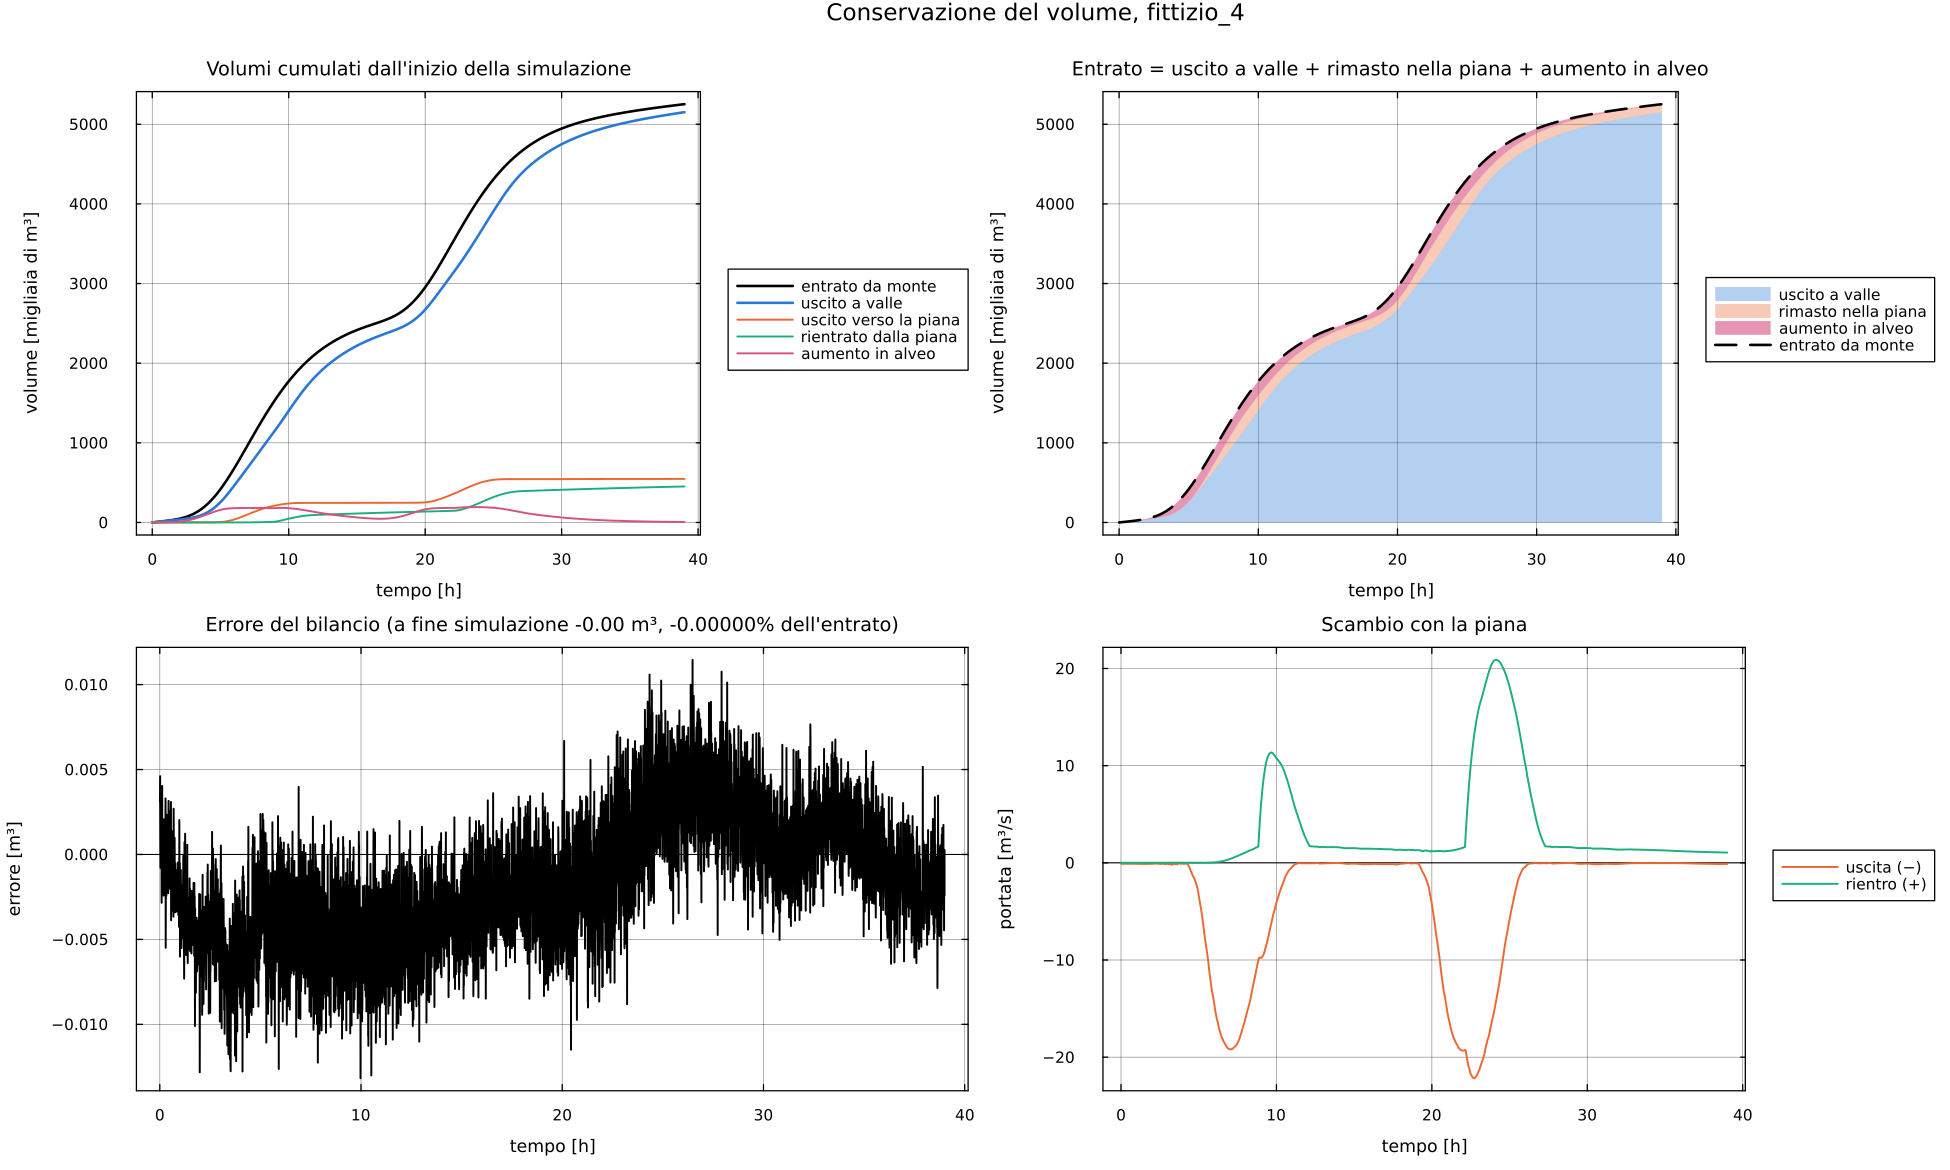 Conservazione del volume, fittizio_4
Volumi cumulati dall'inizio della simulazione
volume [migliaia di m³]
5000
4000
3000
2000
1000
0
0 10 20 30 40
tempo [h]
entrato da monte
uscito a valle
uscito verso la piana
rientrato dalla piana
aumento in alveo
Entrato = uscito a valle + rimasto nella piana + aumento in alveo
volume [migliaia di m³]
5000
4000
3000
2000
1000
0
0 10 20 30 40
tempo [h]
uscito a valle
rimasto nella piana
aumento in alveo
entrato da monte
Errore del bilancio (a fine simulazione -0.00 m³, -0.00000% dell'entrato)
errore [m³]
0.010
0.005
0.000
−0.005
−0.010
0 10 20 30 40
tempo [h]
Scambio con la piana
portata [m³/s]
20
10
0
−10
−20
0 10 20 30 40
tempo [h]
uscita (−)
rientro (+)